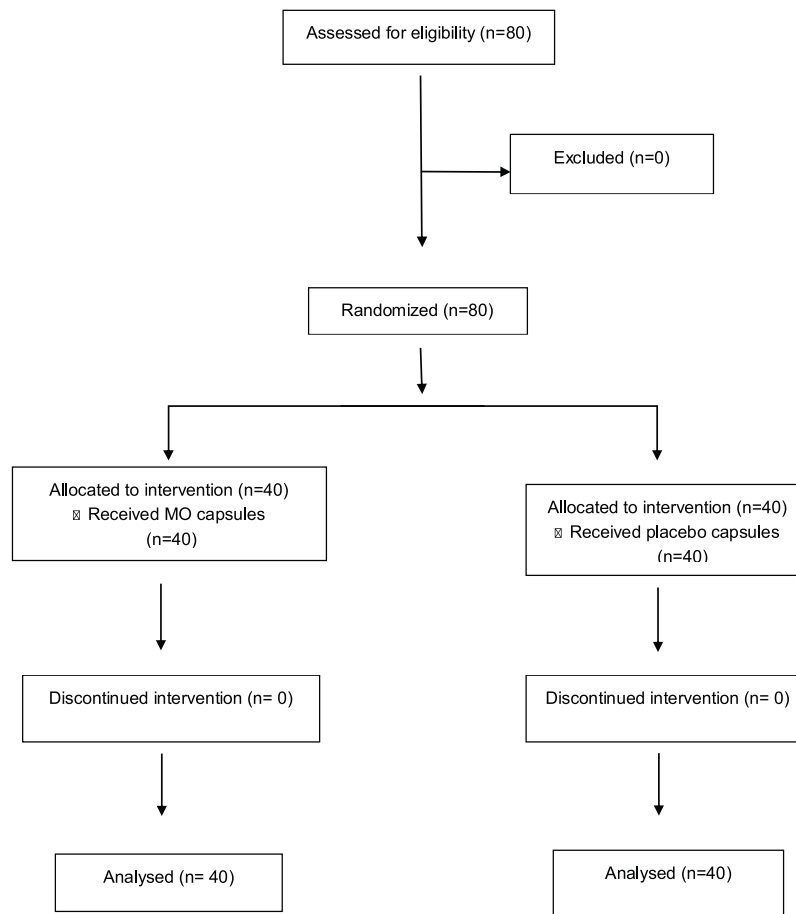 Assessed for eligibility (n=80)
Excluded (n=0)
Randomized (n=80)
Allocated to intervention (n=40)
Received MO capsules
(n=40)
Allocated to intervention (n=40)
Received placebo capsules
(n=40)
Discontinued intervention (n= 0)
Discontinued intervention (n= 0)
Analysed (n= 40)
Analysed (n=40)